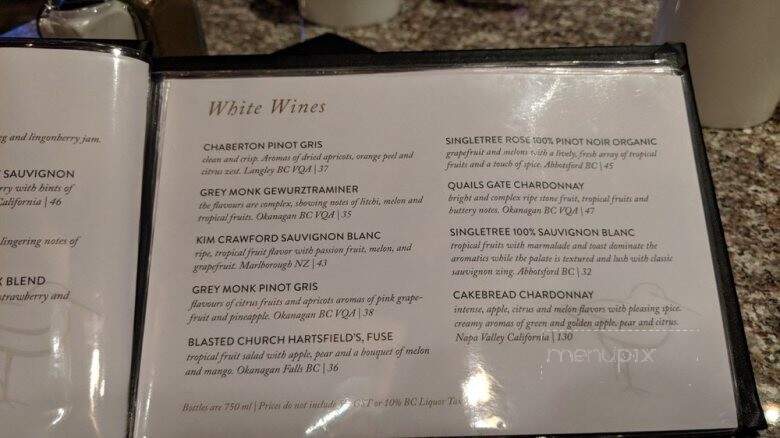 eg and lingonberry jam.
SAUVIGNON
rry with hints of
California | 46
lingering notes of
BLEND
strawberry and
White Wines
CHABERTON PINOT GRIS
clean and crisp. Aromas of dried apricots, orange peel and
citrus zest. Langley BC VQA | 37
GREY MONK GEWURZTRAMINER
the flavours are complex, showing notes of litchi, melon and
tropical fruits. Okanagan BC VQA | 35
KIM CRAWFORD SAUVIGNON BLANC
ripe, tropical fruit flavor with passion fruit, melon, and
grapefruit. Marlborough NZ | 43
GREY MONK PINOT GRIS
flavours of citrus fruits and apricots aromas of pink grape-
fruit and pineapple. Okanagan BC VQA | 38
BLASTED CHURCH HARTSFIELD'S, FUSE
tropical fruit salad with apple, pear and a bouquet of melon
and mango. Okanagan Falls BC | 36
SINGLETREE ROSE 100% PINOT NOIR ORGANIC
grapefruit and melons with a lively, fresh array of tropical
fruits and a touch of spice. Abbotsford BC | 45
QUAILS GATE CHARDONNAY
bright and complex ripe stone fruit, tropical fruits and
buttery notes. Okanagan BC VQA | 47
SINGLETREE 100% SAUVIGNON BLANC
tropical fruits with marmalade and toast dominate the
aromatics while the palate is textured and lush with classic
sauvignon zing. Abbotsford BC | 32
CAKEBREAD CHARDONNAY
intense, apple, citrus and melon flavors with pleasing spice.
creamy aromas of green and golden apple, pear and citrus.
Napa Valley California | 130
Bottles are 750 ml | Prices do not include GST or 10% BC Liquor Tax
menupix